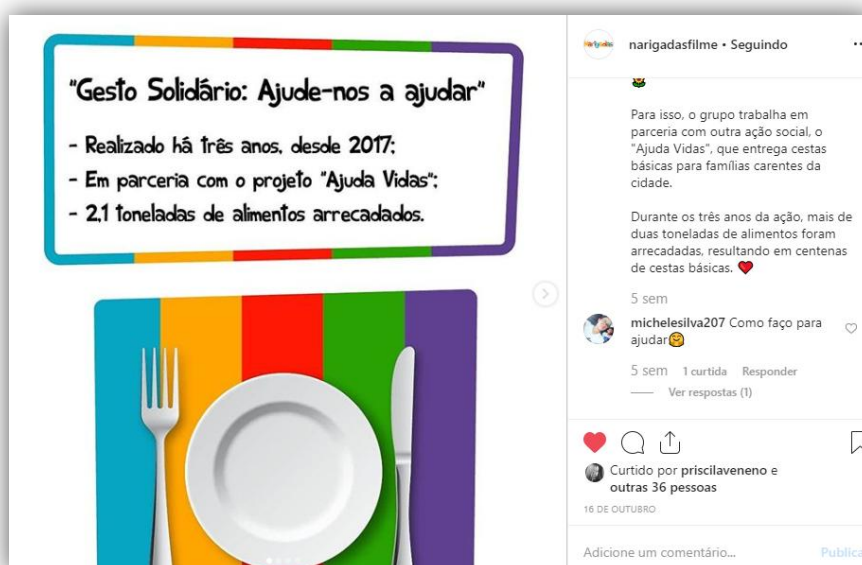 "Gesto Solidário: Ajude-nos a ajudar"
- Realizado há três anos, desde 2017;
- Em parceria com o projeto "Ajuda Vidas";
- 2,1 toneladas de alimentos arrecadados.
narigadasfilme • Seguindo
Para isso, o grupo trabalha em
parceria com outra ação social, o
"Ajuda Vidas", que entrega cestas
básicas para famílias carentes da
cidade.
Durante os três anos da ação, mais de
duas toneladas de alimentos foram
arrecadadas, resultando em centenas
de cestas básicas. ❤️
5 sem
michelesilva207 Como faço para
ajudar🤗
5 sem 1 curtida Responder
Ver respostas (1)
Curtido por priscilaveneno e
outras 36 pessoas
16 DE OUTUBRO
Adicione um comentário... Publica